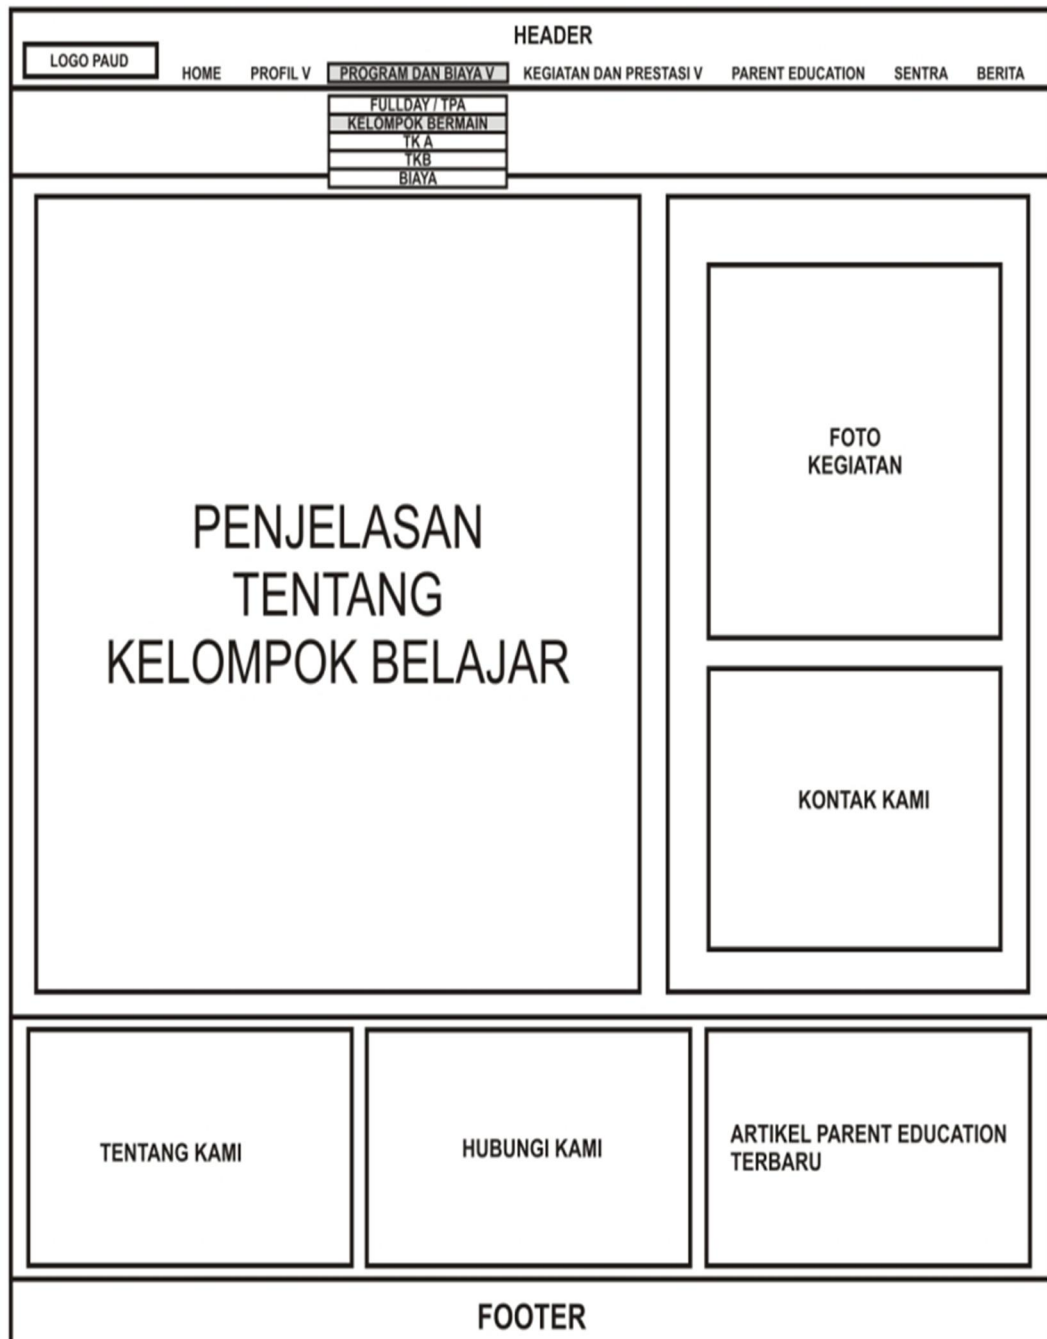 HEADER
LOGO PAUD
HOME PROFIL V PROGRAM DAN BIAYA V KEGIATAN DAN PRESTASI V PARENT EDUCATION SENTRA BERITA
FULLDAY / TPA
KELOMPOK BERMAIN
TK A
TKB
BIAYA
PENJELASAN
TENTANG
KELOMPOK BELAJAR
FOTO
KEGIATAN
KONTAK KAMI
TENTANG KAMI
HUBUNGI KAMI
ARTIKEL PARENT EDUCATION
TERBARU
FOOTER